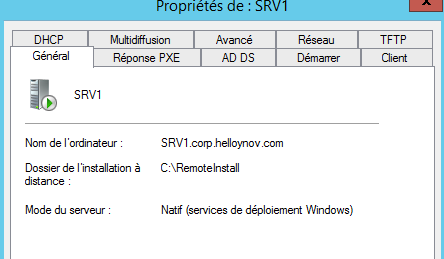 Propriétés de : SRV1
x
DHCP Multidiffusion Avancé Réseau TFTP
Général Réponse PXE AD DS Démarrer Client
SRV1
Nom de l'ordinateur : SRV1.corp.helloynov.com
Dossier de l'installation à C:\RemoteInstall
distance :
Mode du serveur : Natif (services de déploiement Windows)